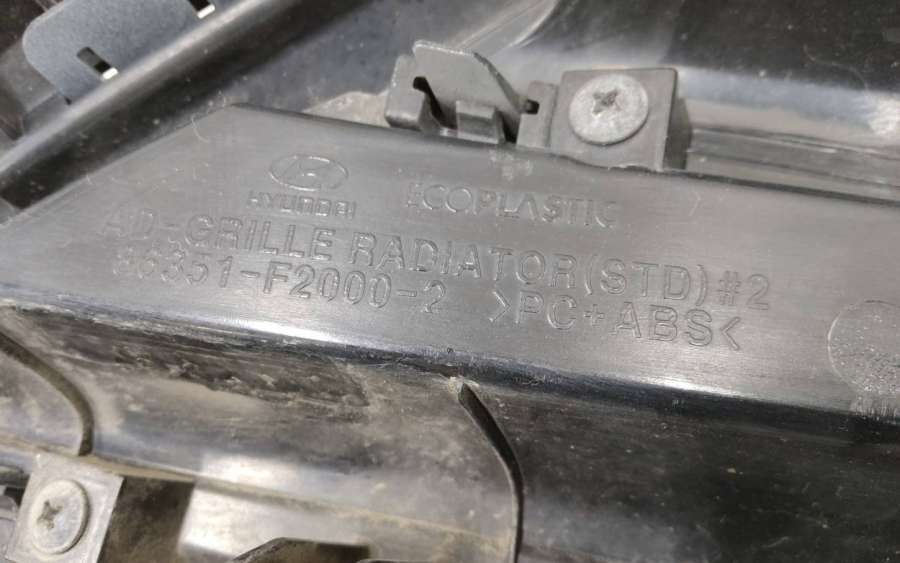 HYUNDAI ECOPLASTIC
AD-GRILLE RADIATOR(STD)#2
86351-F2000-2 >PC+ABS<